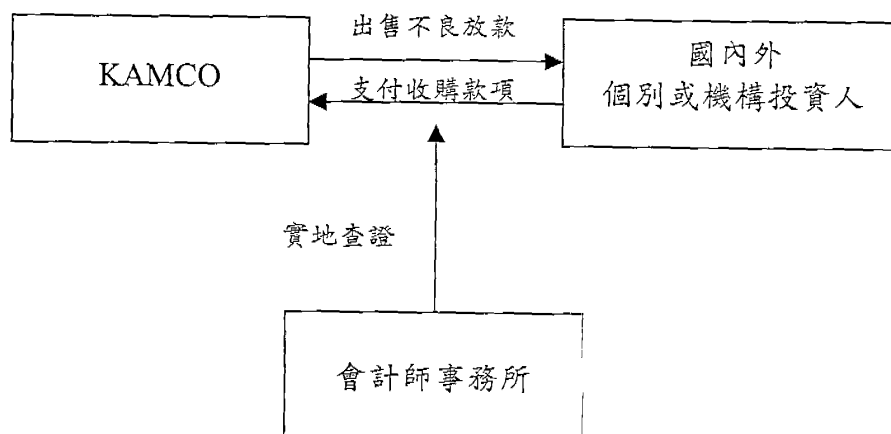 出售不良放款
KAMCO
國內外
支付收購款項
個別或機構投資人
實地查證
會計師事務所